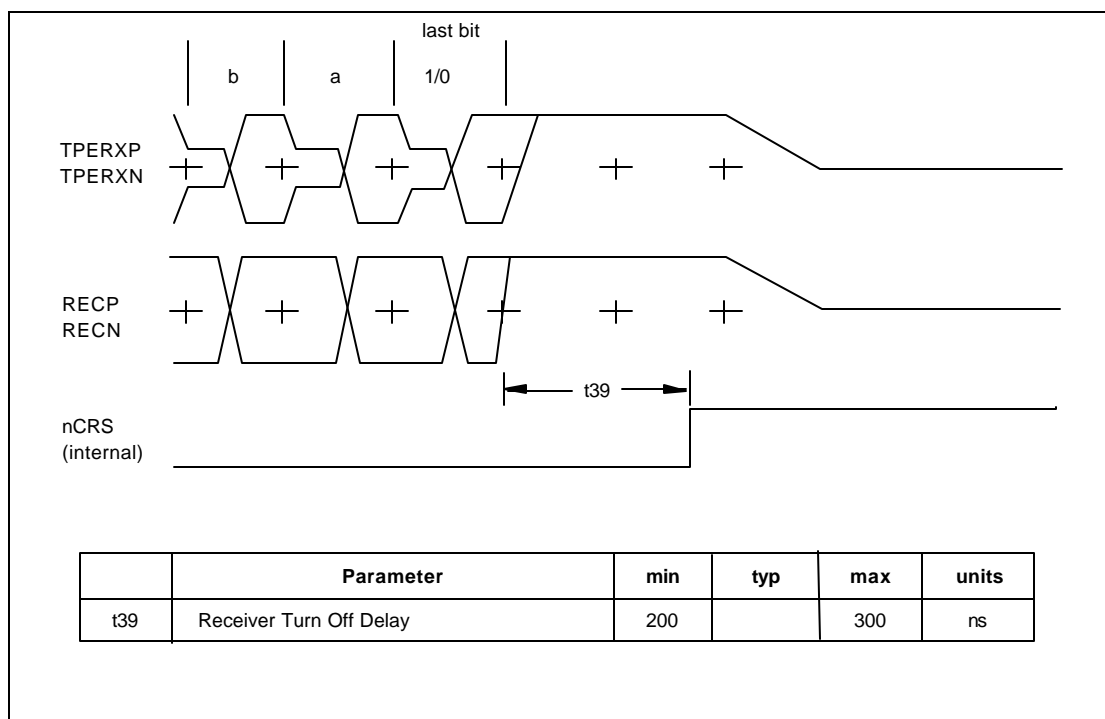 last bit
b a 1/0
TPERXP
TPERXN
RECP
RECN
t39
nCRS
(internal)
Parameter min typ max units
t39 Receiver Turn Off Delay 200 300 ns